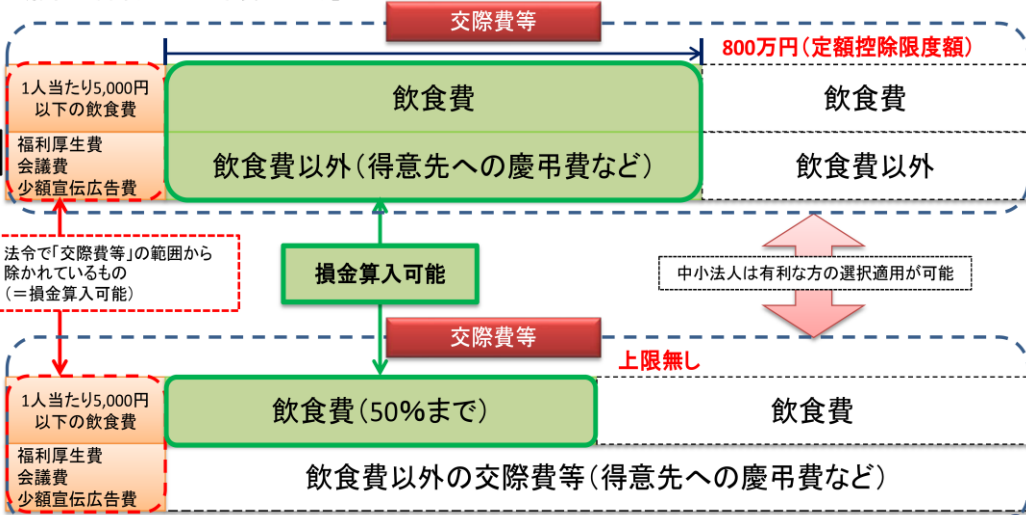 交際費等
800万円(定額控除限度額)
1人当たり5,000円
以下の飲食費
飲食費
飲食費
福利厚生費
会議費
少額宣伝広告費
飲食費以外(得意先への慶弔費など)
飲食費以外
法令で「交際費等」の範囲から
除かれているもの
(=損金算入可能)
損金算入可能
中小法人は有利な方の選択適用が可能
交際費等
上限無し
1人当たり5,000円
以下の飲食費
飲食費(50%まで)
飲食費
福利厚生費
会議費
少額宣伝広告費
飲食費以外の交際費等(得意先への慶弔費など)